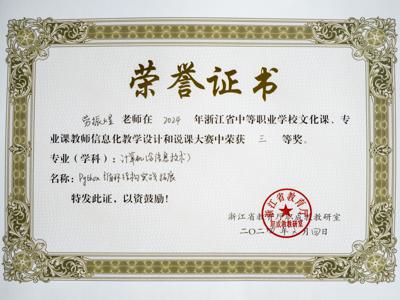 荣誉证书
劳振煜 老师在 2024 年浙江省中等职业学校文化课、专
业课教师信息化教学设计和说课大赛中荣获 三 等奖。
专业（学科）：计算机（信息技术）
名称：Python 循环结构实战拓展
特发此证，以资鼓励！
浙江省教育厅职成教教研室
二〇二四年 月四日
浙江省教育厅
职成教教研室